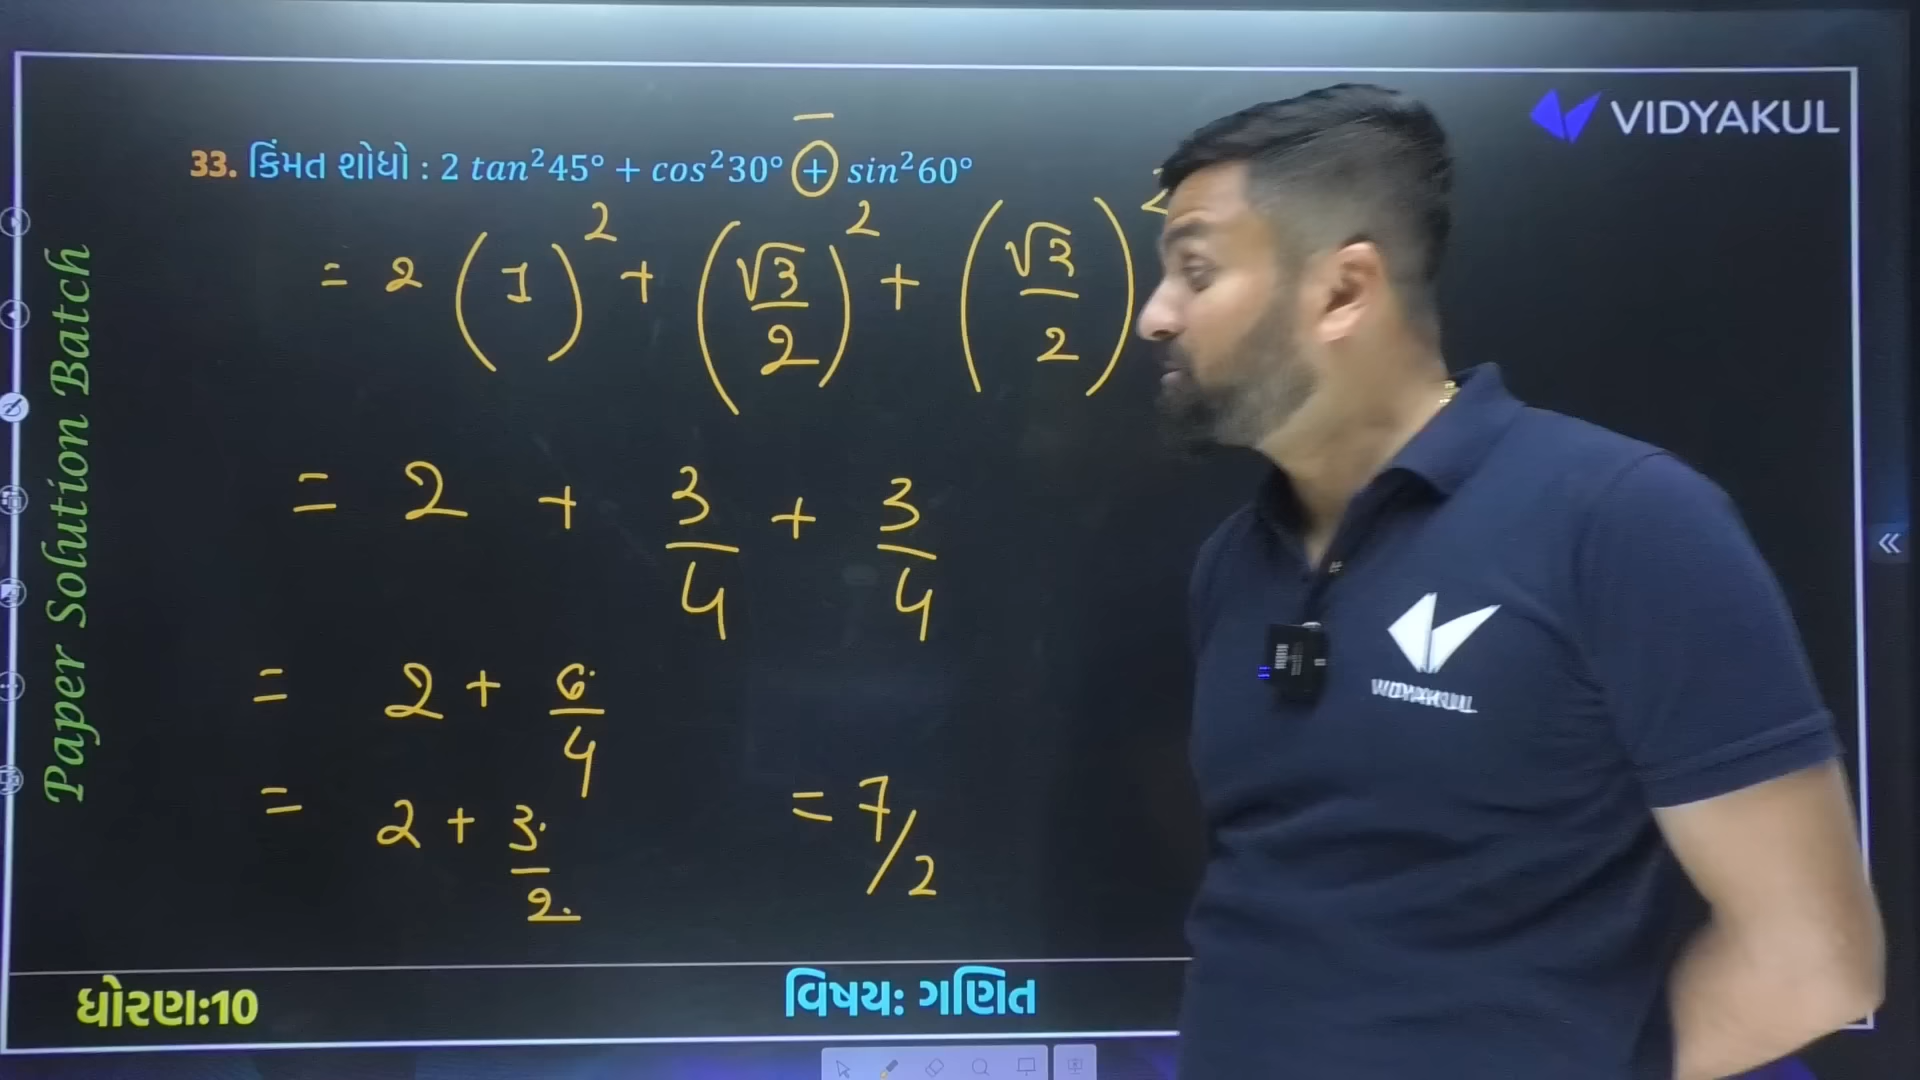 VIDYAKUL
33. કિંમત શોધો : 2 tan²45° + cos²30° + sin²60°
–
= 2 (1)² + (√3/2)² + (√3/2)²
= 2 + 3/4 + 3/4
= 2 + 6/4
= 2 + 3/2 = 7/2
Paper Solution Batch
VIDYAKUL
ધોરણ:10
વિષય: ગણિત